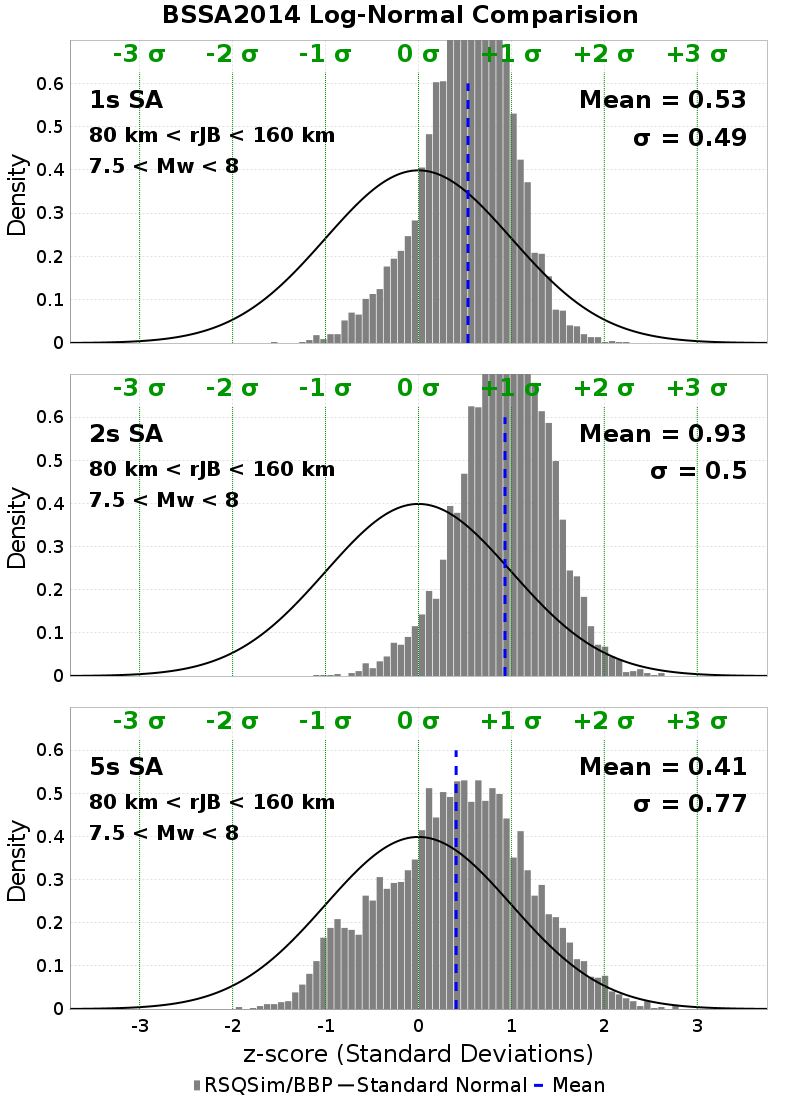 BSSA2014 Log-Normal Comparision
-3 σ -2 σ -1 σ 0 σ +1 σ +2 σ +3 σ
1s SA
80 km < rJB < 160 km
7.5 < Mw < 8
Mean = 0.53
σ = 0.49
Density
0.6
0.5
0.4
0.3
0.2
0.1
0
-3 σ -2 σ -1 σ 0 σ +1 σ +2 σ +3 σ
2s SA
80 km < rJB < 160 km
7.5 < Mw < 8
Mean = 0.93
σ = 0.5
Density
0.6
0.5
0.4
0.3
0.2
0.1
0
-3 σ -2 σ -1 σ 0 σ +1 σ +2 σ +3 σ
5s SA
80 km < rJB < 160 km
7.5 < Mw < 8
Mean = 0.41
σ = 0.77
Density
0.6
0.5
0.4
0.3
0.2
0.1
0
-3 -2 -1 0 1 2 3
z-score (Standard Deviations)
RSQSim/BBP Standard Normal Mean